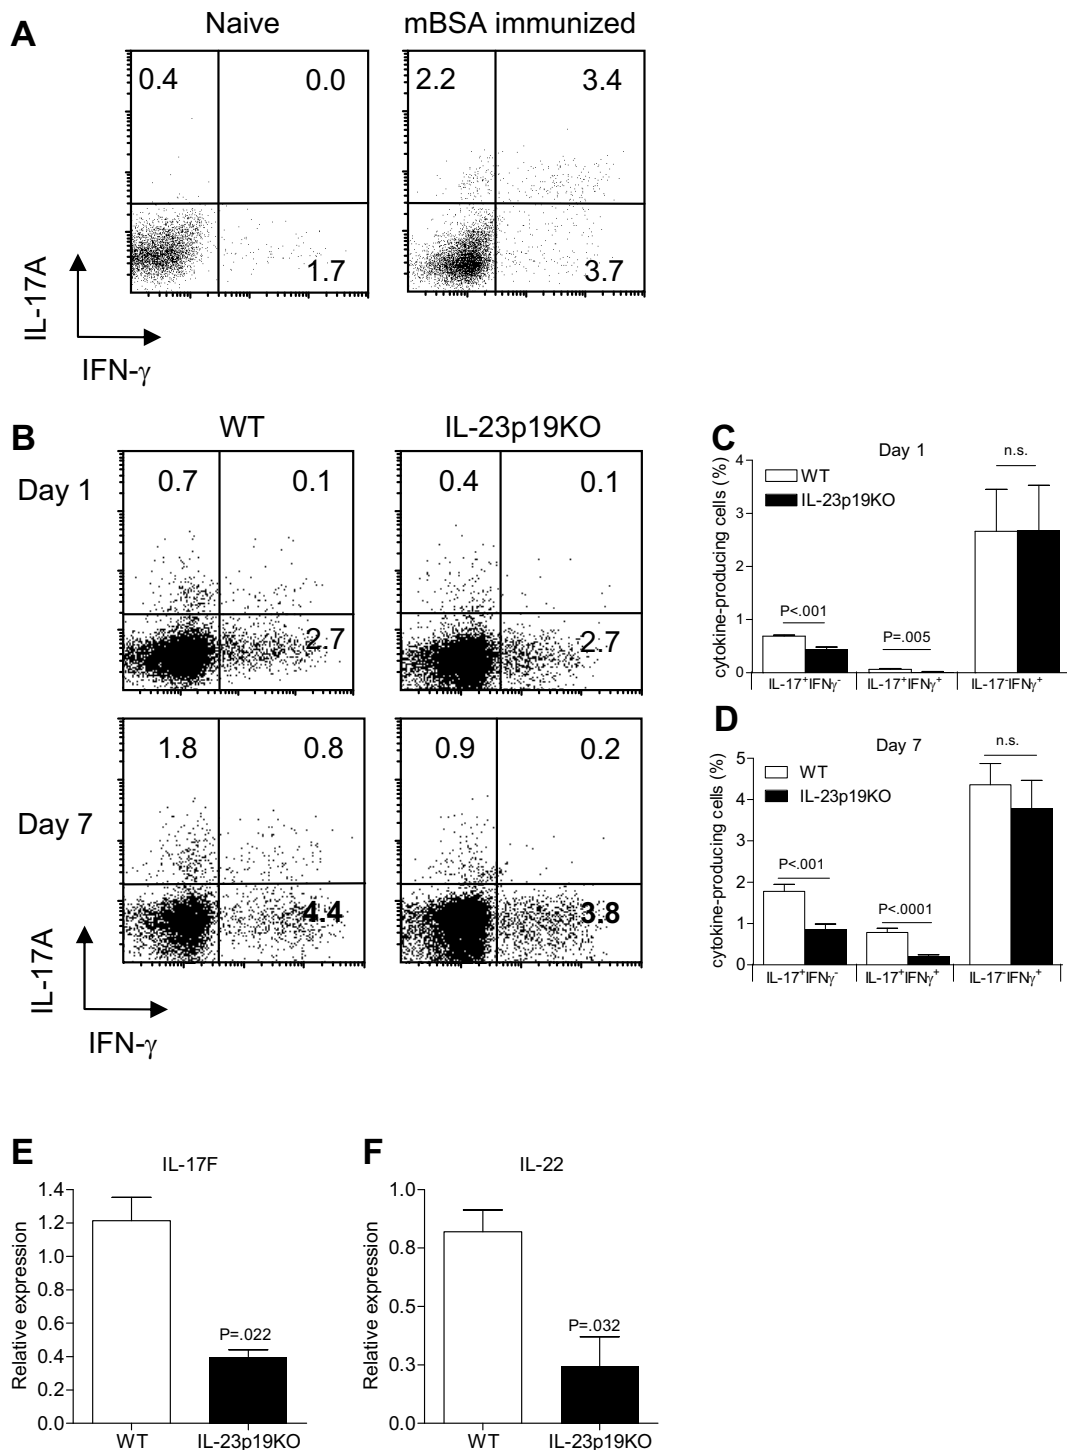 A
Naive
mBSA immunized
0.4
0.0
2.2
3.4
1.7
3.7
IL-17A
IFN-γ
B
WT
IL-23p19KO
Day 1
0.7
0.1
0.4
0.1
2.7
2.7
Day 7
1.8
0.8
0.9
0.2
4.4
3.8
IL-17A
IFN-γ
C
Day 1
cytokine-producing cells (%)
4
3
2
1
0
WT
IL-23p19KO
P<.001
P=.005
n.s.
IL-17⁺IFNγ⁻
IL-17⁺IFNγ⁺
IL-17⁻IFNγ⁺
D
Day 7
cytokine-producing cells (%)
5
4
3
2
1
0
WT
IL-23p19KO
P<.001
P<.0001
n.s.
IL-17⁺IFNγ⁻
IL-17⁺IFNγ⁺
IL-17⁻IFNγ⁺
E
IL-17F
Relative expression
1.4
1.2
1.0
0.8
0.6
0.4
0.2
0.0
P=.022
WT
IL-23p19KO
F
IL-22
Relative expression
1.0
0.8
0.5
0.3
0.0
P=.032
WT
IL-23p19KO